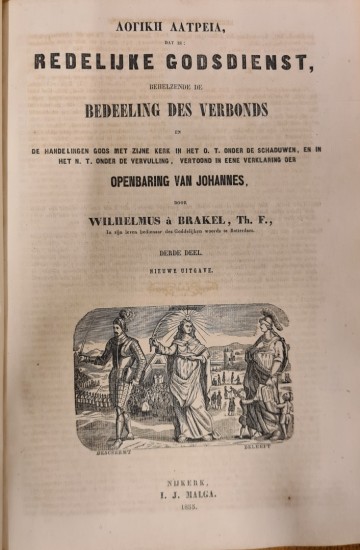 ΛΟΓΙΚΗ ΛΑΤΡΕΙΑ,
DAT IS:
REDELIJKE GODSDIENST,
BEHELZENDE DE
BEDEELING DES VERBONDS
EN
DE HANDELINGEN GODS MET ZIJNE KERK IN HET O. T. ONDER DE SCHADUWEN, EN IN
HET N. T. ONDER DE VERVULLING, VERTOOND IN EENE VERKLARING DER
OPENBARING VAN JOHANNES,
DOOR
WILHELMUS à BRAKEL, Th. F.,
In zijn leven bedienaar des Goddelijken woords te Rotterdam.
DERDE DEEL.
NIEUWE UITGAVE.
BESCHERMT
BELEEFT
NIJKERK,
I. J. MALGA.